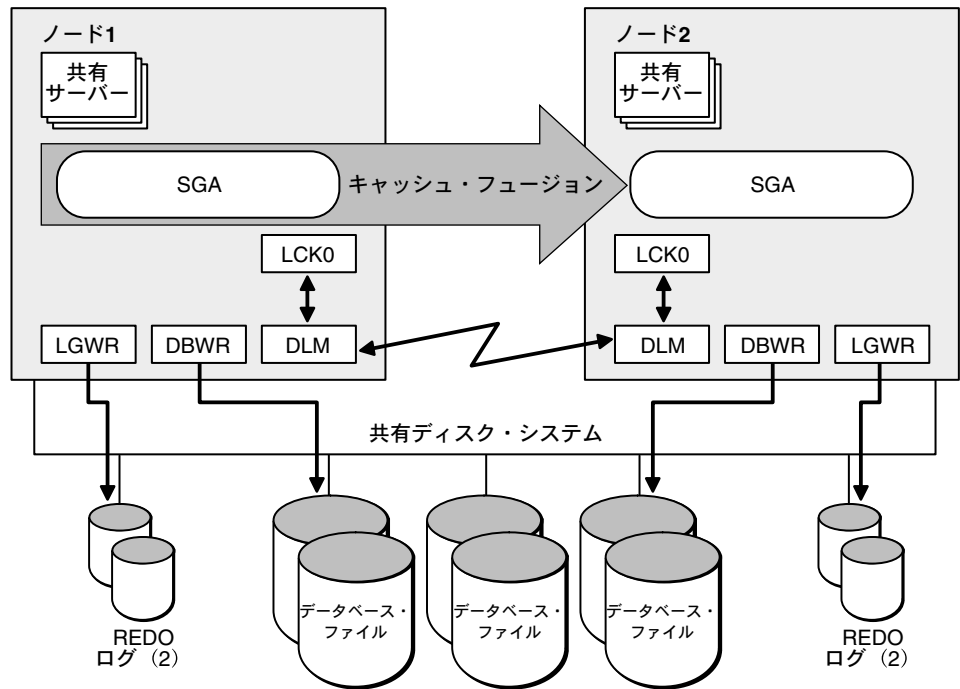 ノード1
共有
サーバー
SGA
キャッシュ・フュージョン
LCK0
LGWR
DBWR
DLM
ノード2
共有
サーバー
SGA
LCK0
DLM
DBWR
LGWR
共有ディスク・システム
REDO
ログ（2）
データベース・
ファイル
データベース・
ファイル
データベース・
ファイル
REDO
ログ（2）